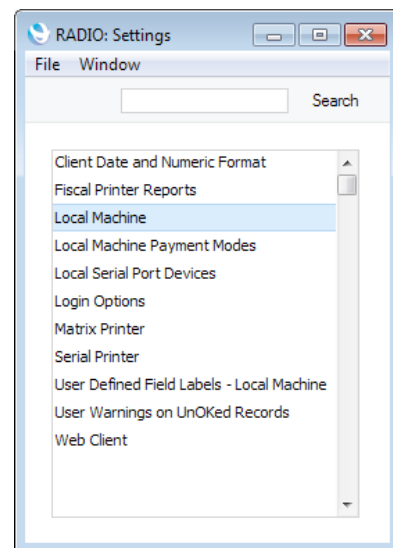 RADIO: Settings
File Window
Search
Client Date and Numeric Format
Fiscal Printer Reports
Local Machine
Local Machine Payment Modes
Local Serial Port Devices
Login Options
Matrix Printer
Serial Printer
User Defined Field Labels - Local Machine
User Warnings on UnOKed Records
Web Client